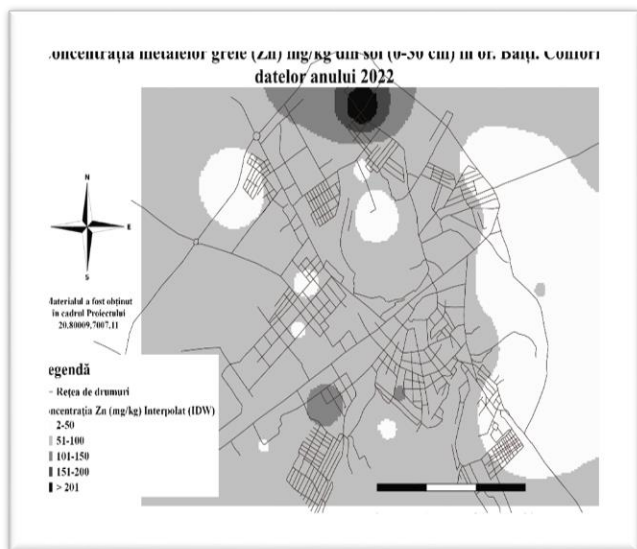 oncentrația metalelor grele (Zn) mg/kg din sol (0-30 cm) în or. Bălți. Conform
datelor anului 2022
N
E
S
Materialul a fost obținut
în cadrul Proiectului
20.80009.7007.11
egendă
Rețea de drumuri
oncentrația Zn (mg/kg) Interpolat (IDW)
2-50
51-100
101-150
151-200
> 201